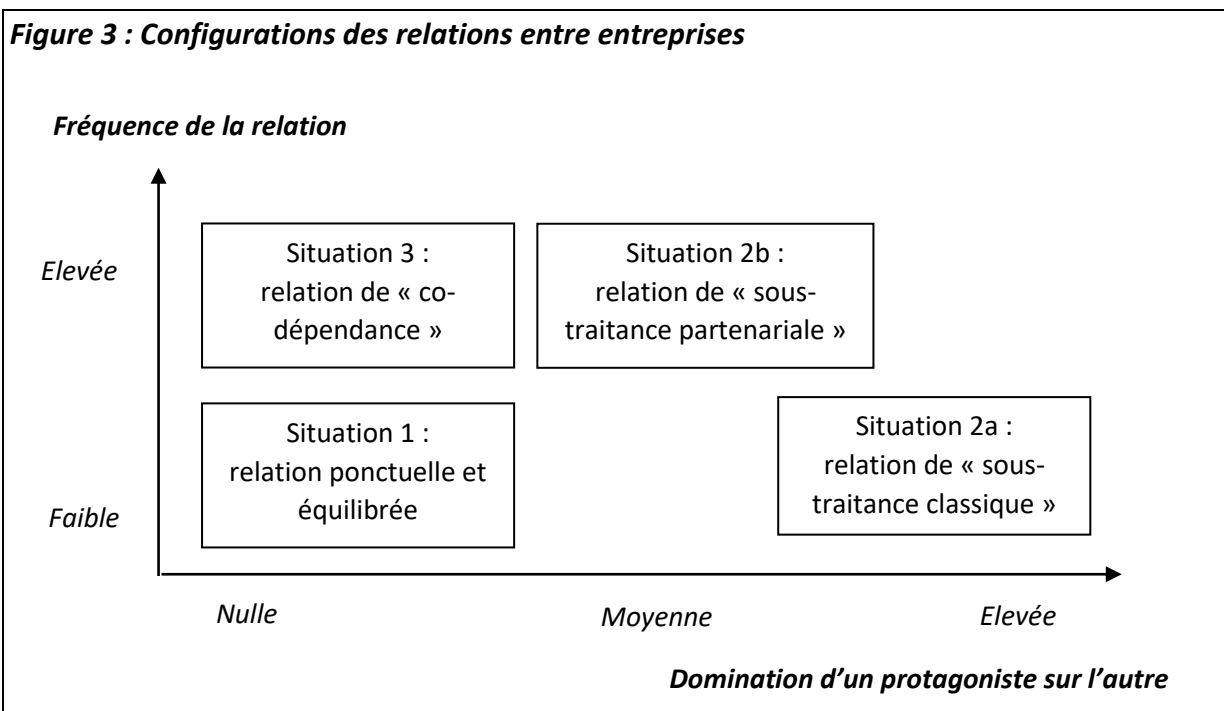 Figure 3 : Configurations des relations entre entreprises
Fréquence de la relation
Elevée
Situation 3 :
relation de « co-
dépendance »
Situation 2b :
relation de « sous-
traitance partenariale »
Situation 1 :
relation ponctuelle et
équilibrée
Situation 2a :
relation de « sous-
traitance classique »
Faible
Nulle
Moyenne
Elevée
Domination d’un protagoniste sur l’autre